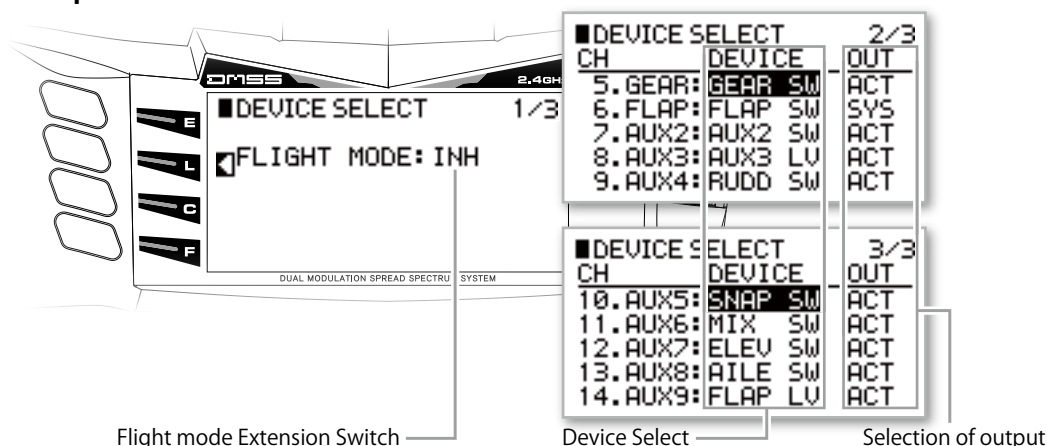 DMSS
2.4GH
E
L
C
F
■DEVICE SELECT 1/3
FLIGHT MODE: INH
DUAL MODULATION SPREAD SPECTRU SYSTEM
■DEVICE SELECT 2/3
CH DEVICE OUT
5.GEAR: GEAR SW ACT
6.FLAP: FLAP SW SYS
7.AUX2: AUX2 SW ACT
8.AUX3: AUX3 LV ACT
9.AUX4: RUDD SW ACT
■DEVICE SELECT 3/3
CH DEVICE OUT
10.AUX5: SNAP SW ACT
11.AUX6: MIX SW ACT
12.AUX7: ELEV SW ACT
13.AUX8: AILE SW ACT
14.AUX9: FLAP LV ACT
Flight mode Extension Switch
Device Select
Selection of output